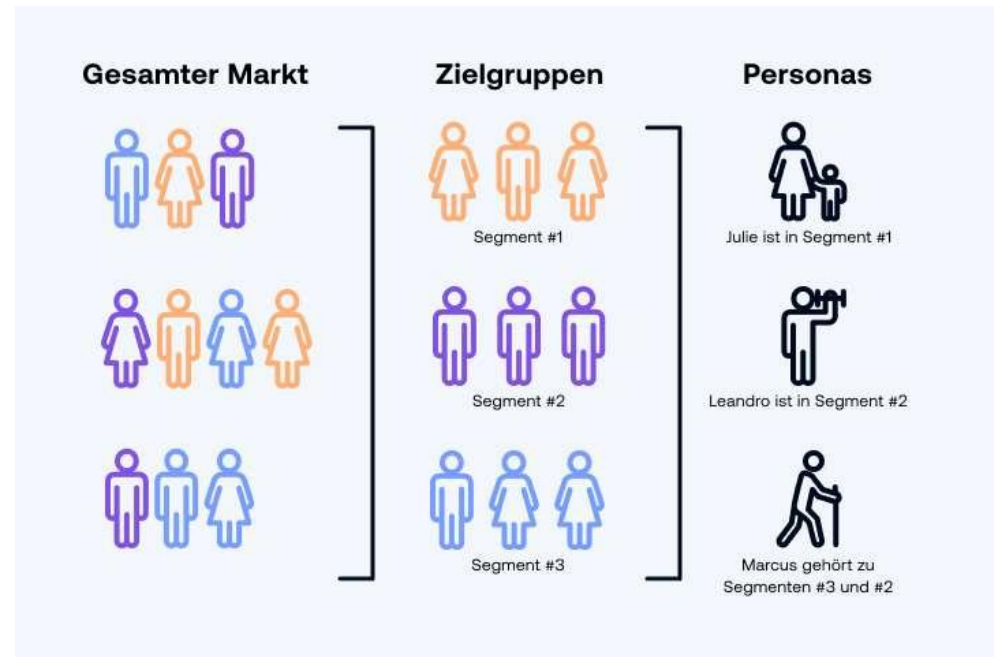 Gesamter Markt
Zielgruppen
Personas
Segment #1
Julie ist in Segment #1
Segment #2
Leandro ist in Segment #2
Segment #3
Marcus gehört zu
Segmenten #3 und #2